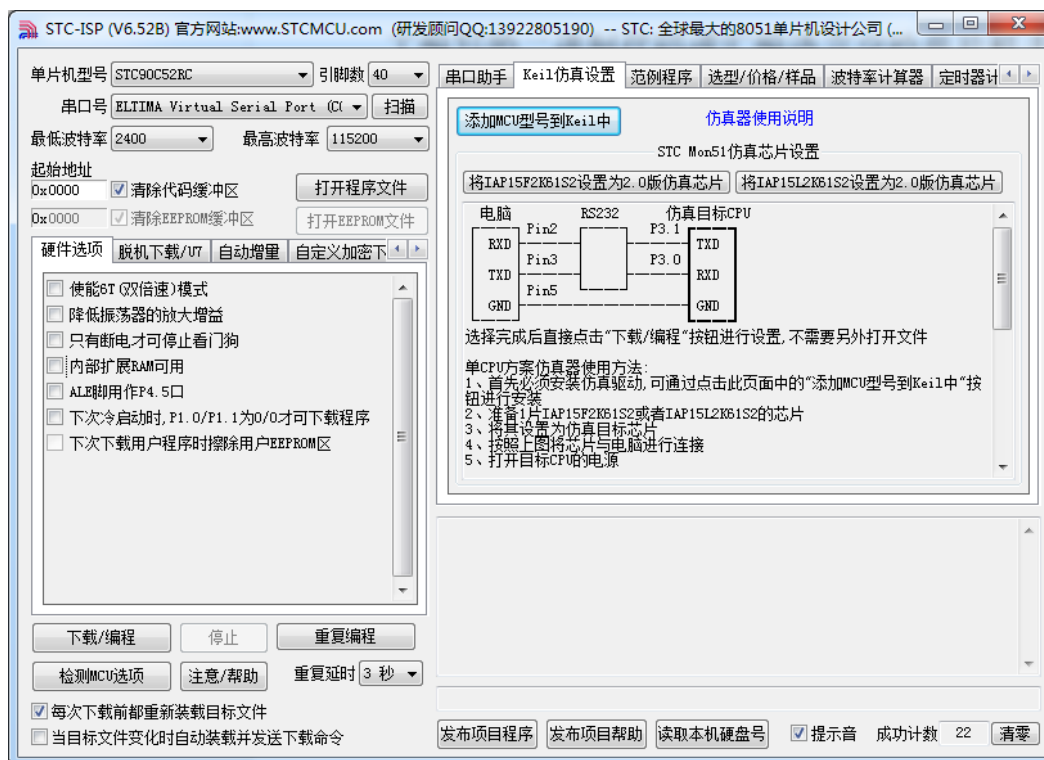 STC-ISP (V6.52B) 官方网站:www.STCMCU.com (研发顾问QQ:13922805190) -- STC: 全球最大的8051单片机设计公司 (...
单片机型号 STC90C52RC 引脚数 40
串口号 ELTIMA Virtual Serial Port (CO 扫描
最低波特率 2400 最高波特率 115200
起始地址
0x0000 清除代码缓冲区 打开程序文件
0x0000 清除EEPROM缓冲区 打开EEPROM文件
硬件选项 脱机下载/U7 自动增量 自定义加密下
使能6T(双倍速)模式
降低振荡器的放大增益
只有断电才可停止看门狗
内部扩展RAM可用
ALE脚用作P4.5口
下次冷启动时,P1.0/P1.1为0/0才可下载程序
下次下载用户程序时擦除用户EEPROM区
下载/编程 停止 重复编程
检测MCU选项 注意/帮助 重复延时 3 秒
每次下载前都重新装载目标文件
当目标文件变化时自动装载并发送下载命令
串口助手 Keil仿真设置 范例程序 选型/价格/样品 波特率计算器 定时器计
添加MCU型号到Keil中 仿真器使用说明
STC Mon51仿真芯片设置
将IAP15F2K61S2设置为2.0版仿真芯片 将IAP15L2K61S2设置为2.0版仿真芯片
电脑 RS232 仿真目标CPU
Pin2 P3.1
RXD TXD
Pin3 P3.0
TXD RXD
Pin5
GND GND
选择完成后直接点击“下载/编程“按钮进行设置,不需要另外打开文件
单CPU方案仿真器使用方法:
1、首先必须安装仿真驱动,可通过点击此页面中的“添加MCU型号到Keil中“按
钮进行安装
2、准备1片IAP15F2K61S2或者IAP15L2K61S2的芯片
3、将其设置为仿真目标芯片
4、按照上图将芯片与电脑进行连接
5、打开目标CPU的电源
发布项目程序 发布项目帮助 读取本机硬盘号 提示音 成功计数 22 清零